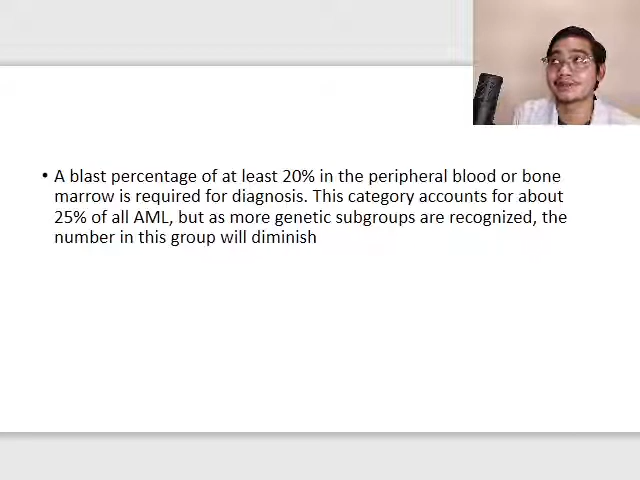 • A blast percentage of at least 20% in the peripheral blood or bone
marrow is required for diagnosis. This category accounts for about
25% of all AML, but as more genetic subgroups are recognized, the
number in this group will diminish